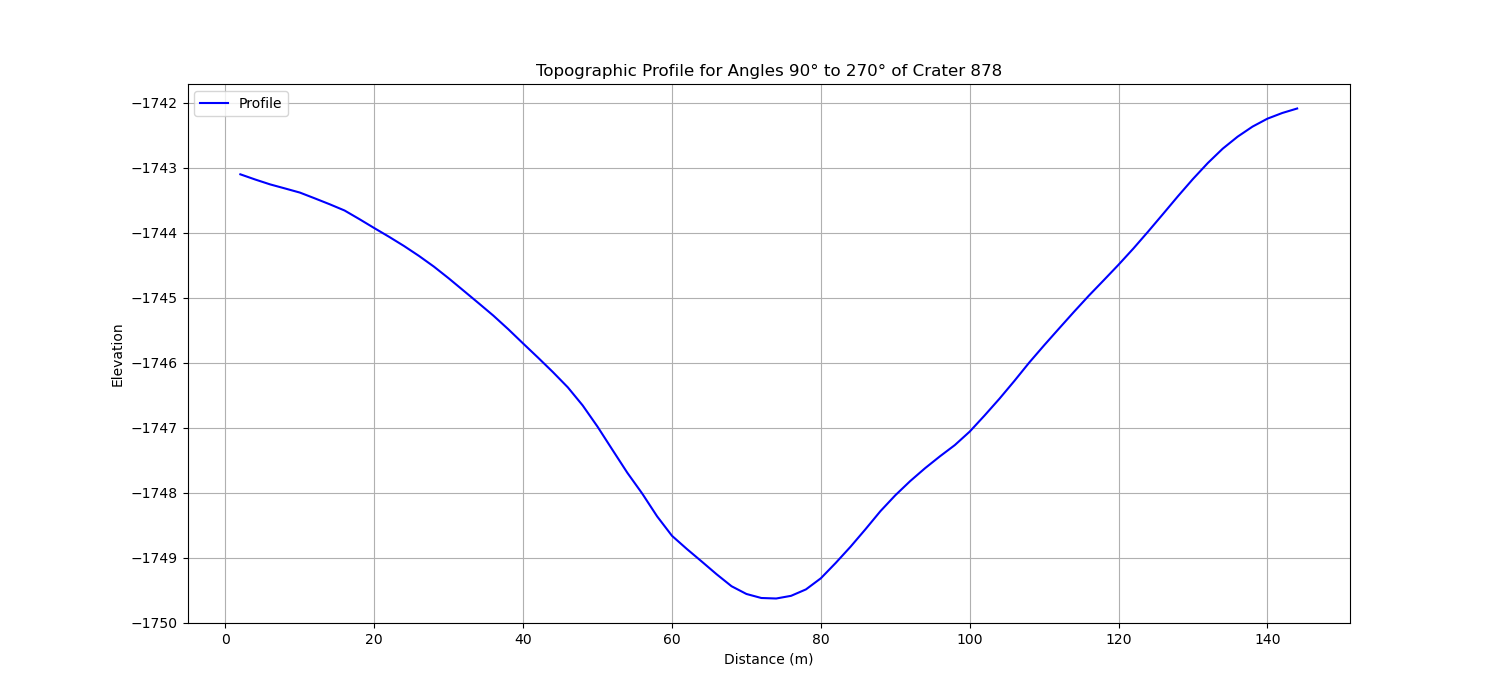 Topographic Profile for Angles 90° to 270° of Crater 878
Profile
Elevation
−1742
−1743
−1744
−1745
−1746
−1747
−1748
−1749
−1750
0 20 40 60 80 100 120 140
Distance (m)